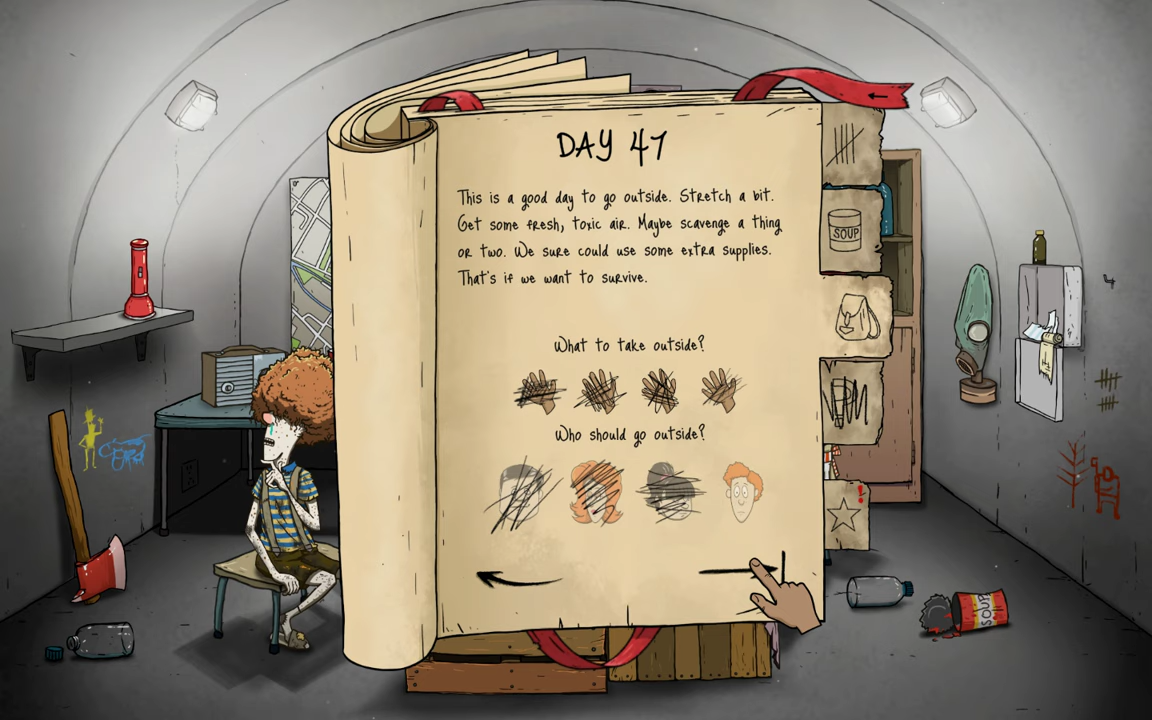 DAY 47
This is a good day to go outside. Stretch a bit.
Get some fresh, toxic air. Maybe scavenge a thing
or two. We sure could use some extra supplies.
That's if we want to survive.
What to take outside?
Who should go outside?
SOUP
!
SOUP